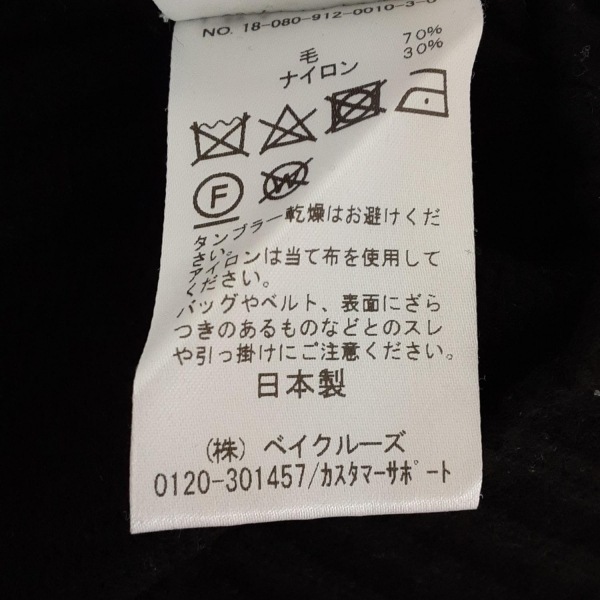 NO. 18-080-912-0010-3-0
毛 70%
ナイロン 30%
F
W
タンブラー乾燥はお避けくだ
さい。
アイロンは当て布を使用して
ください。
バッグやベルト、表面にざら
つきのあるものなどとのスレ
や引っ掛けにご注意ください。
日本製
(株) ベイクルーズ
0120-301457/カスタマーサポート